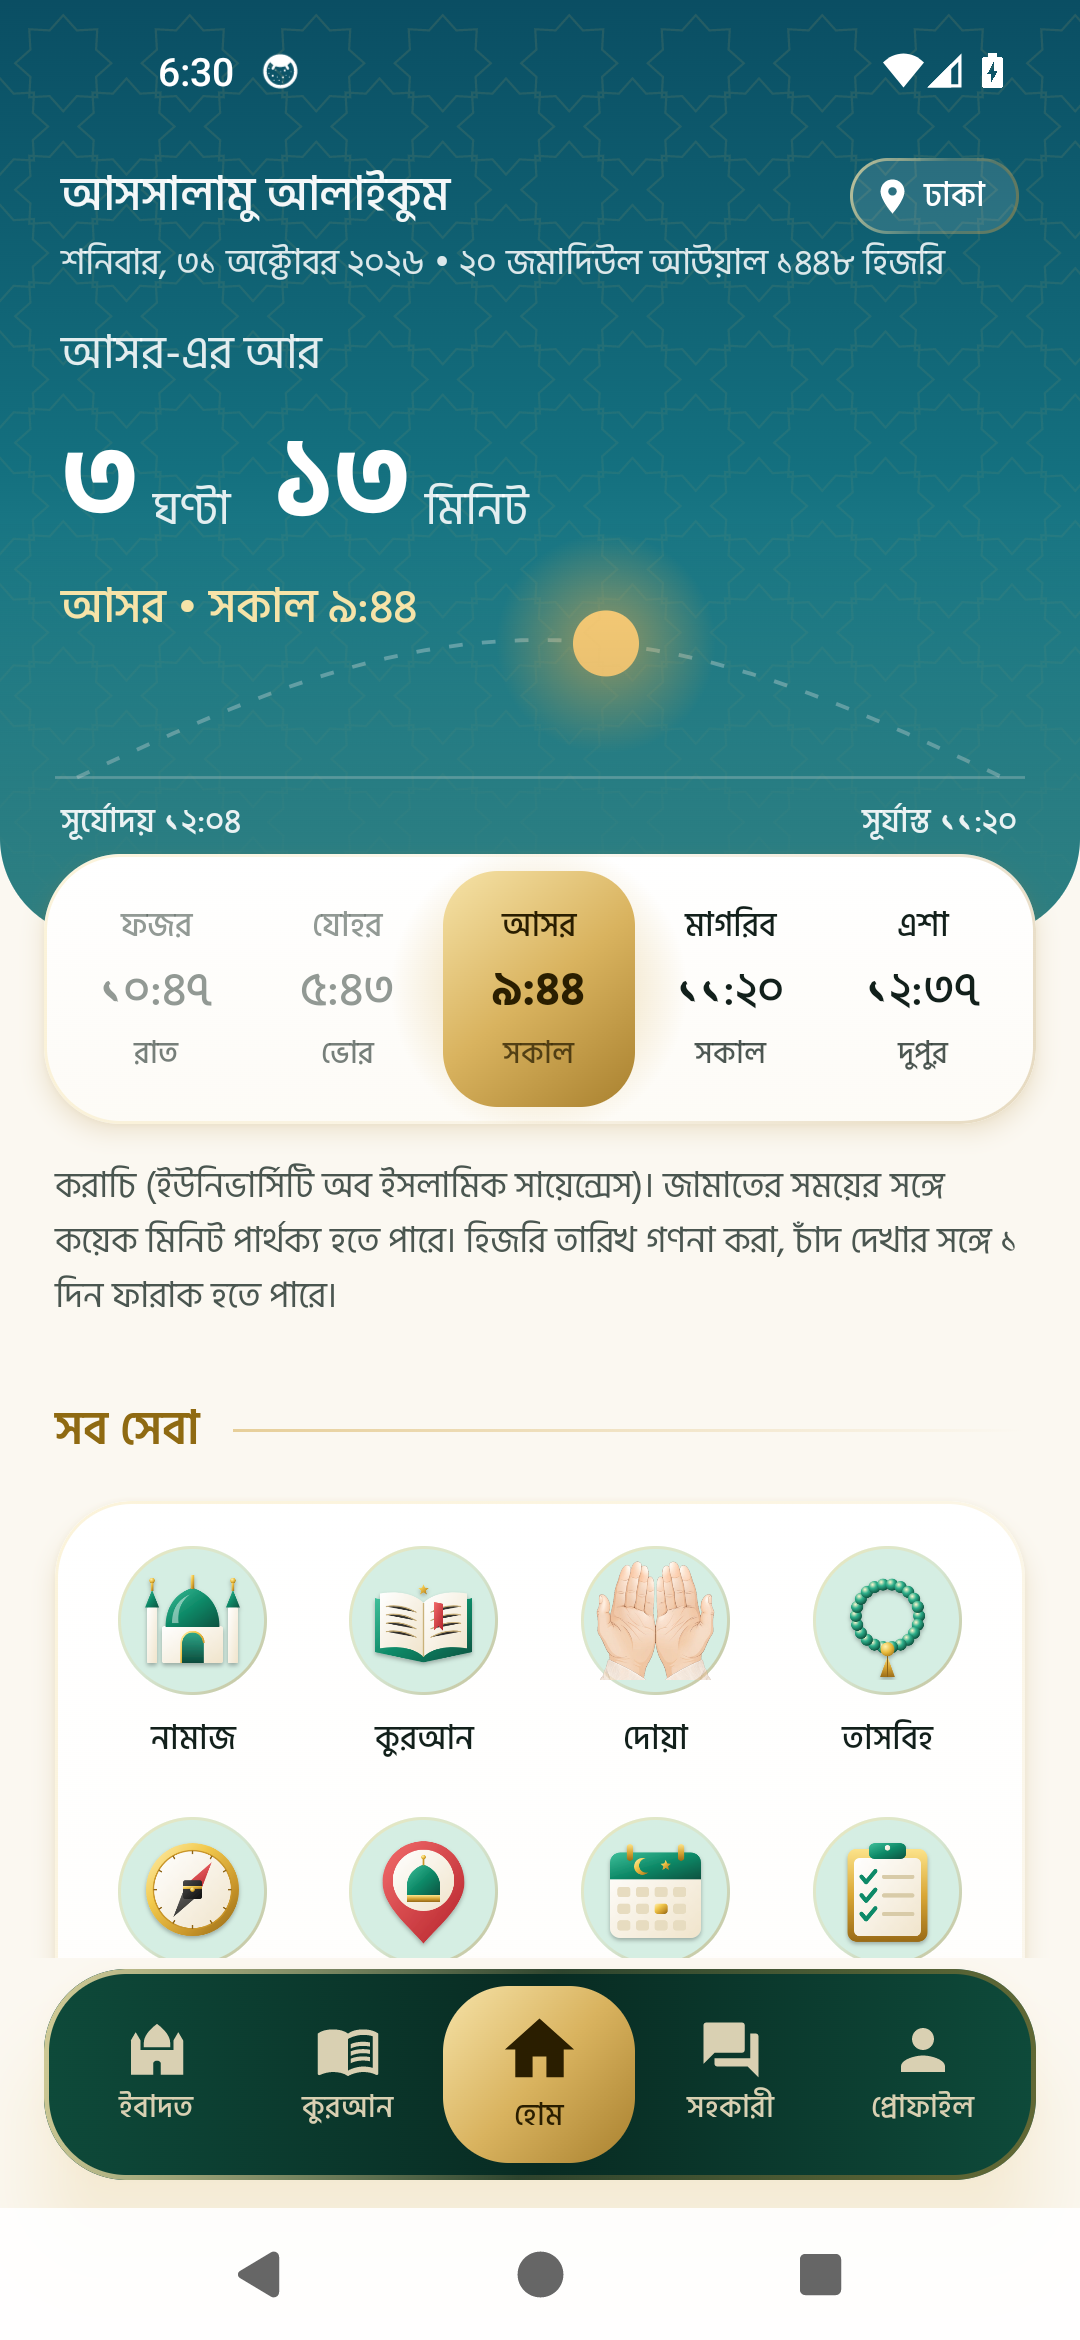 6:30
আসসালামু আলাইকুম
ঢাকা
শনিবার, ৩১ অক্টোবর ২০২৬ • ২০ জমাদিউল আউয়াল ১৪৪৮ হিজরি
আসর-এর আর
৩ ঘণ্টা ১৩ মিনিট
আসর • সকাল ৯:৪৪
সূর্যোদয় ১২:০৪
সূর্যাস্ত ১১:২০
ফজর যোহর আসর মাগরিব এশা
১০:৪৭ ৫:৪৩ ৯:৪৪ ১১:২০ ১২:৩৭
রাত ভোর সকাল সকাল দুপুর
করাচি (ইউনিভার্সিটি অব ইসলামিক সায়েন্সেস)। জামাতের সময়ের সঙ্গে
কয়েক মিনিট পার্থক্য হতে পারে। হিজরি তারিখ গণনা করা, চাঁদ দেখার সঙ্গে ১
দিন ফারাক হতে পারে।
সব সেবা
নামাজ কুরআন দোয়া তাসবিহ
ইবাদত কুরআন হোম সহকারী প্রোফাইল